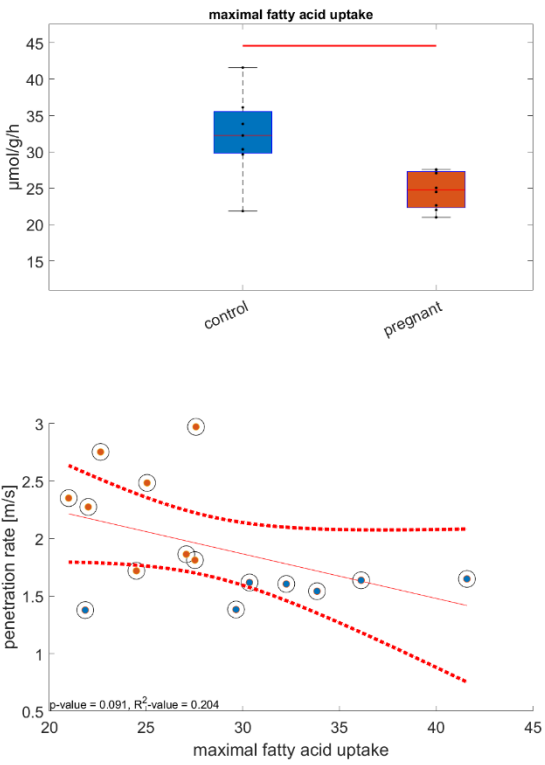 maximal fatty acid uptake
45
40
35
30
25
20
15
µmol/g/h
control
pregnant
3
2.5
2
1.5
1
0.5
penetration rate [m/s]
p-value = 0.091, R²-value = 0.204
20 25 30 35 40 45
maximal fatty acid uptake